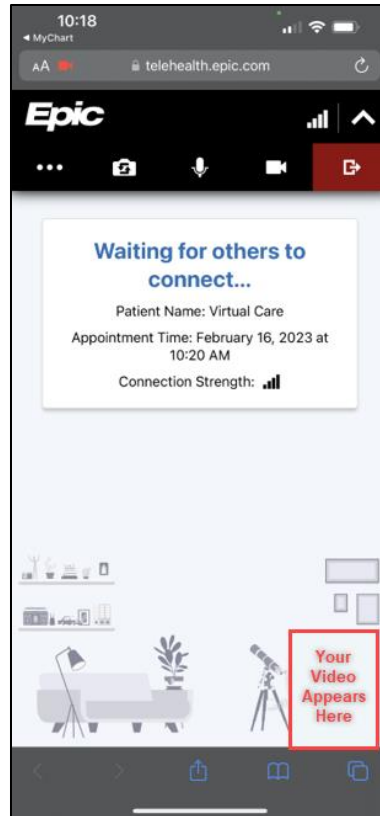 10:18
◀ MyChart
AA
telehealth.epic.com
Epic
Waiting for others to
connect...
Patient Name: Virtual Care
Appointment Time: February 16, 2023 at
10:20 AM
Connection Strength:
Your
Video
Appears
Here